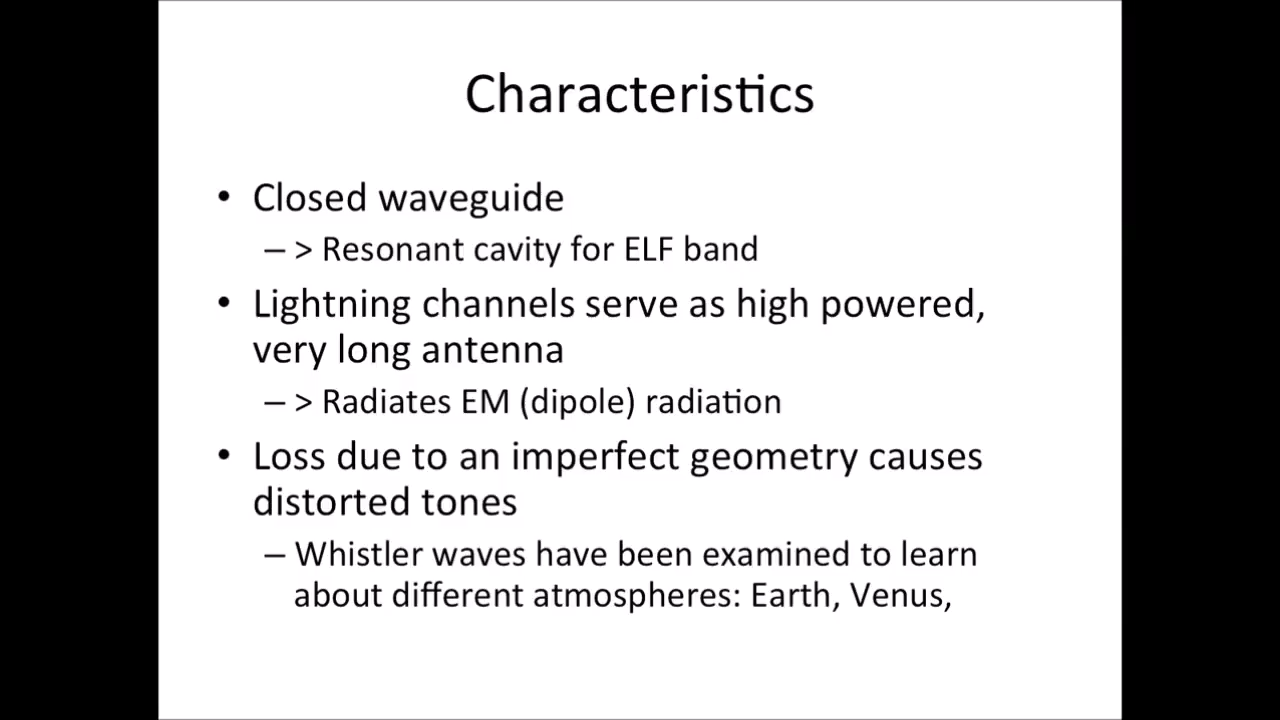 Characteristics
• Closed waveguide
– > Resonant cavity for ELF band
• Lightning channels serve as high powered,
very long antenna
– > Radiates EM (dipole) radiation
• Loss due to an imperfect geometry causes
distorted tones
– Whistler waves have been examined to learn
about different atmospheres: Earth, Venus,